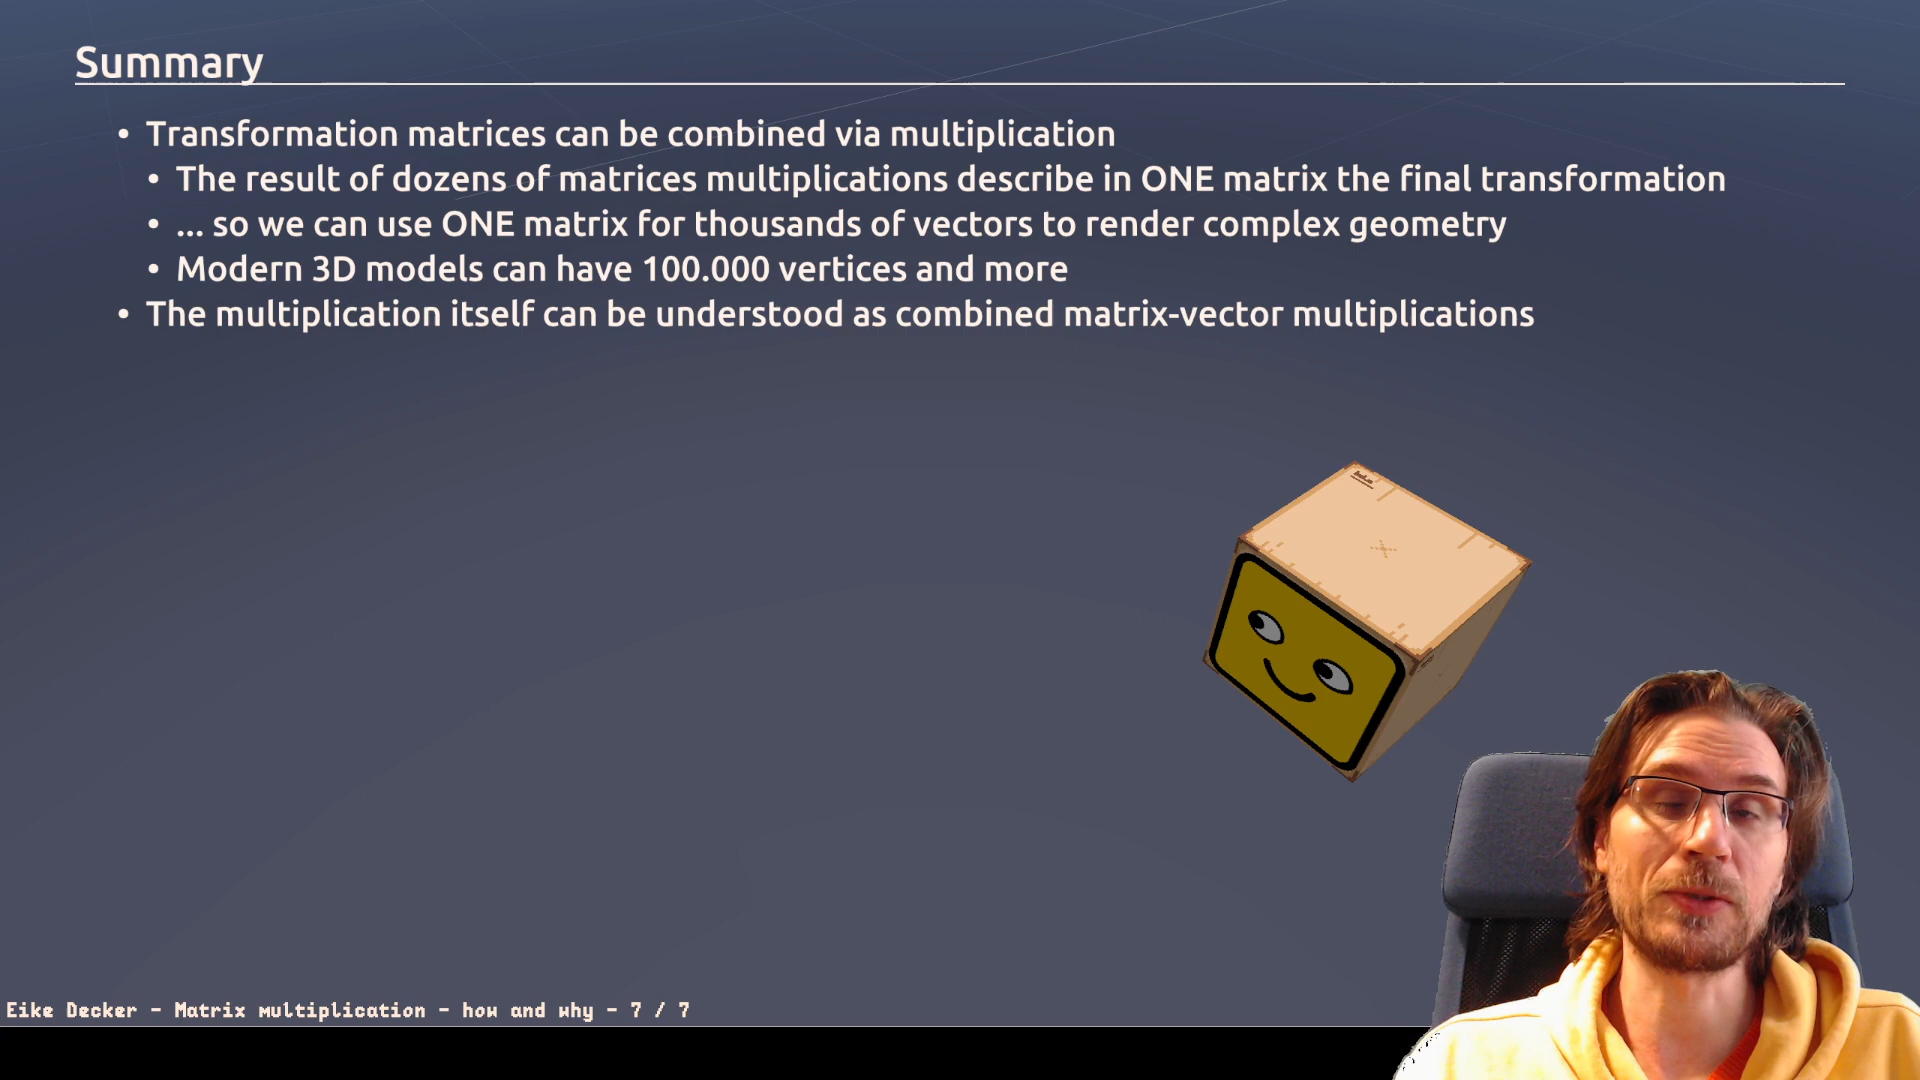 Summary
• Transformation matrices can be combined via multiplication
• The result of dozens of matrices multiplications describe in ONE matrix the final transformation
• ... so we can use ONE matrix for thousands of vectors to render complex geometry
• Modern 3D models can have 100.000 vertices and more
• The multiplication itself can be understood as combined matrix-vector multiplications
Eike Decker - Matrix multiplication - how and why - 7 / 7